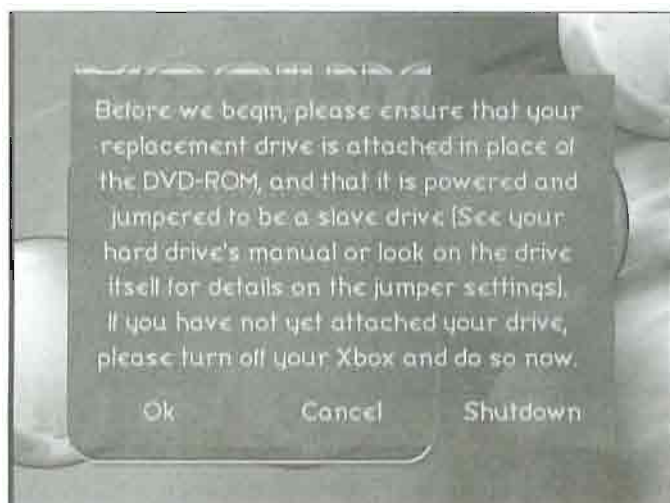 Before we begin, please ensure that your
replacement drive is attached in place of
the DVD-ROM, and that it is powered and
jumpered to be a slave drive (See your
hard drive's manual or look on the drive
itself for details on the jumper settings).
If you have not yet attached your drive,
please turn off your Xbox and do so now.
Ok Cancel Shutdown